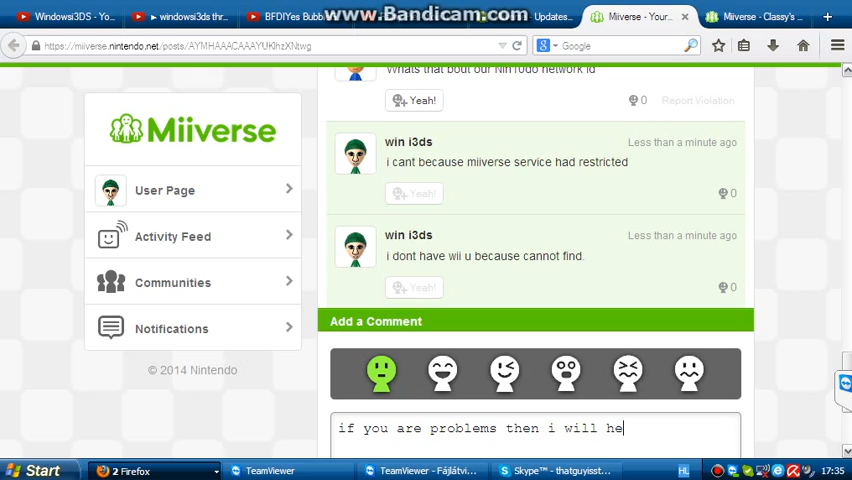 www.Bandicam.com
Windowsi3DS - Yo...
► windowsi3ds thr...
BFDIYes Bubb
Updates...
Miiverse - Your...
Miiverse - Classy's ...
https://miiverse.nintendo.net/posts/AYMHAAACAAAYUKlhzXNtwg
Google
Whats that bout our Nin10do network id
Yeah!
0
Report Violation
Miiverse
win i3ds
Less than a minute ago
i cant because miiverse service had restricted
User Page
Yeah!
0
Activity Feed
win i3ds
Less than a minute ago
i dont have wii u because cannot find.
Communities
Yeah!
0
Notifications
Add a Comment
© 2014 Nintendo
if you are problems then i will he
Start
2 Firefox
TeamViewer
TeamViewer - Fájlátvi...
Skype™ - thatguyisst...
HL
17:35